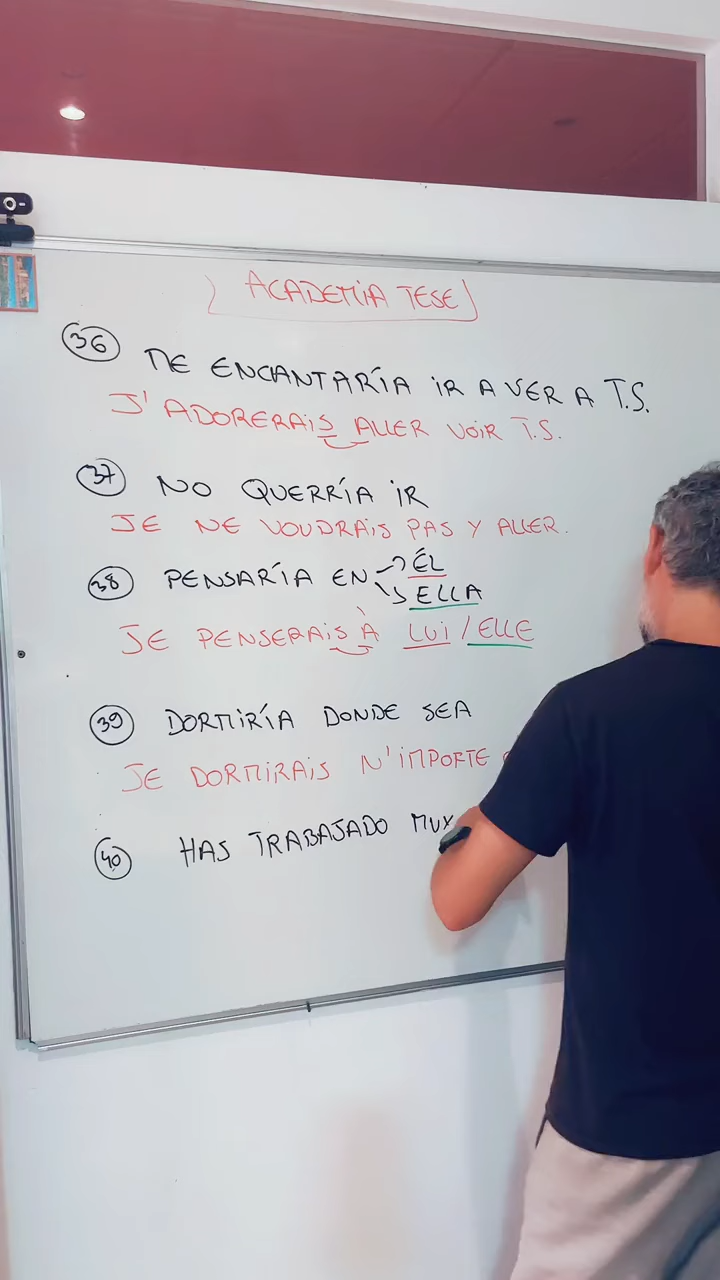 ACADEMIA TESE
36 ME ENCANTARÍA IR A VER A T.S.
J'ADORERAIS ALLER VOIR T.S.
37 NO QUERRÍA IR
JE NE VOUDRAIS PAS Y ALLER.
38 PENSARÍA EN ÉL
ELLA
JE PENSERAIS À LUI / ELLE
39 DORMIRÍA DONDE SEA
JE DORMIRAIS N'IMPORTE
40 HAS TRABAJADO